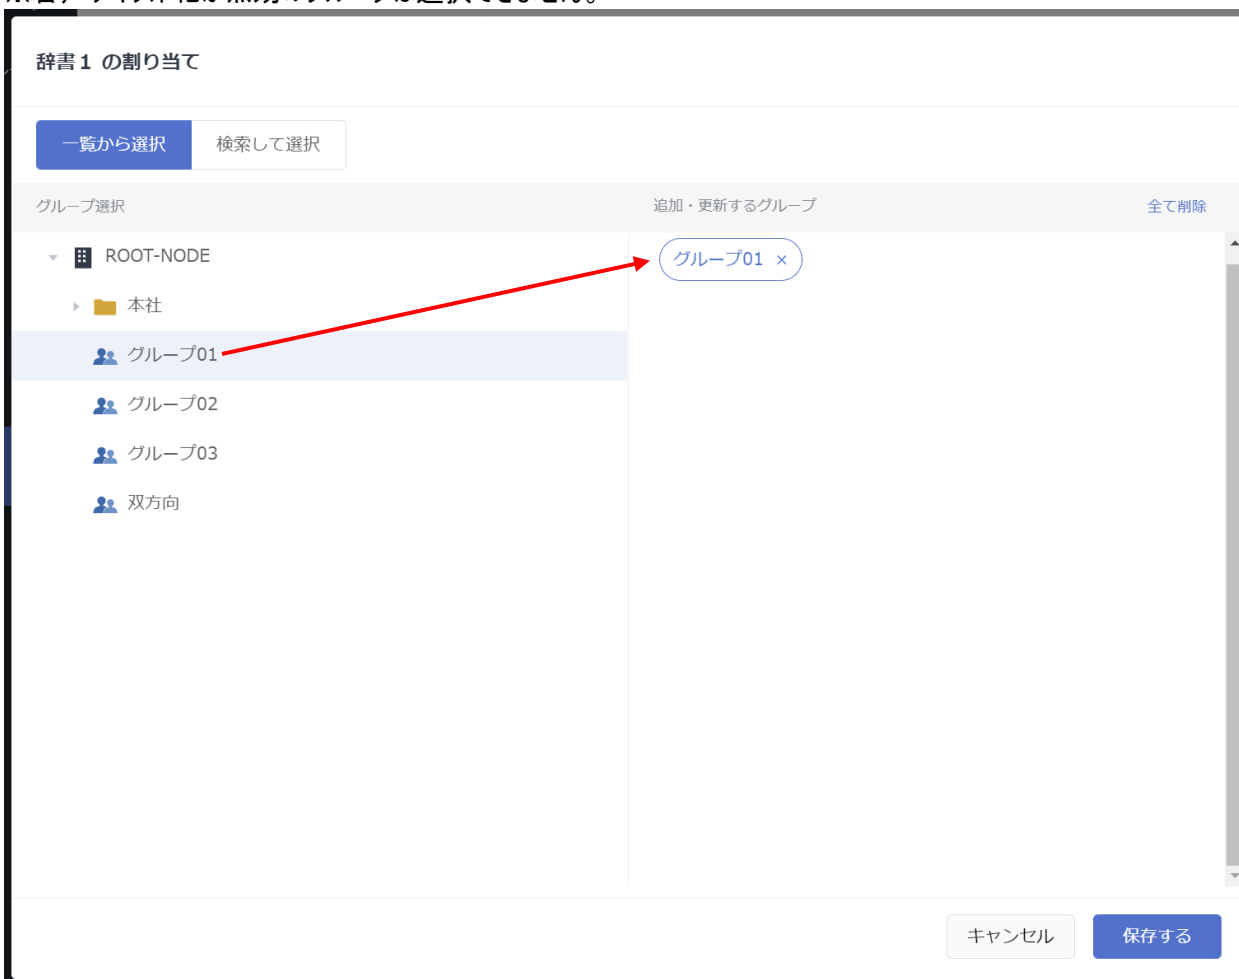 辞書１ の割り当て
一覧から選択
検索して選択
グループ選択
追加・更新するグループ
全て削除
ROOT-NODE
グループ01 ×
本社
グループ01
グループ02
グループ03
双方向
キャンセル
保存する